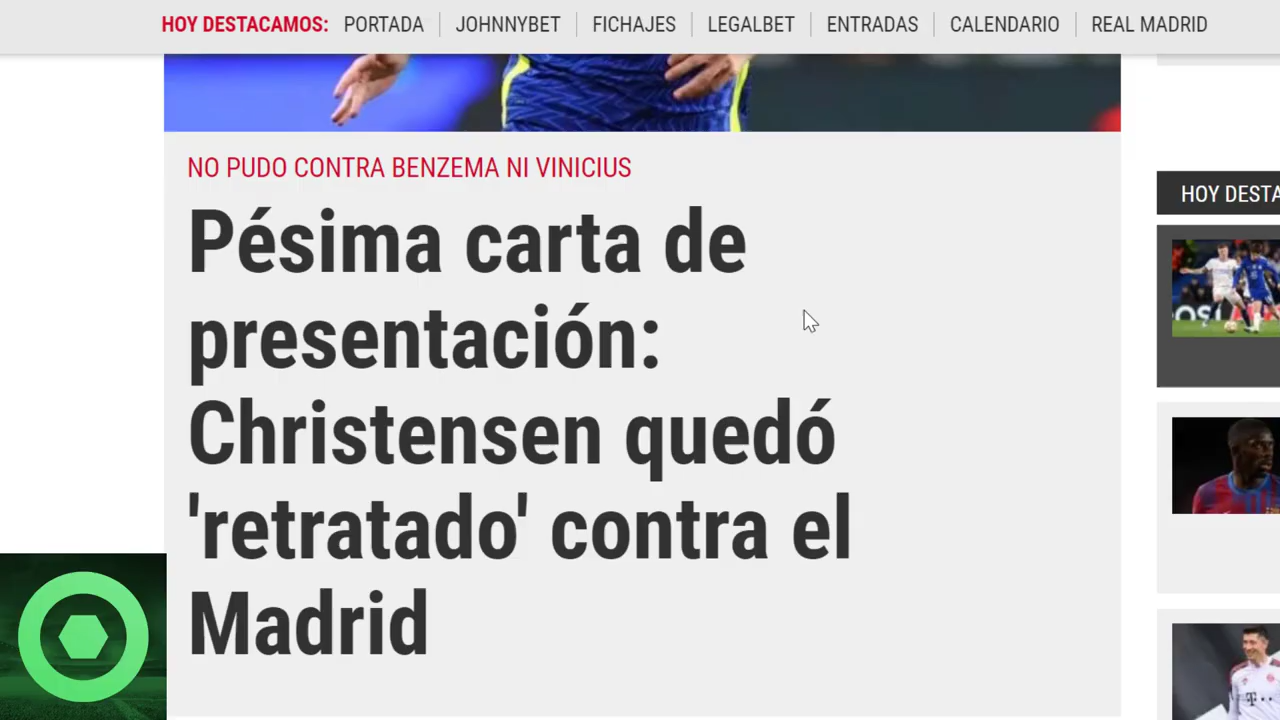 HOY DESTACAMOS: PORTADA JOHNNYBET FICHAJES LEGALBET ENTRADAS CALENDARIO REAL MADRID
NO PUDO CONTRA BENZEMA NI VINICIUS
Pésima carta de
presentación:
Christensen quedó
'retratado' contra el
Madrid
HOY DESTA